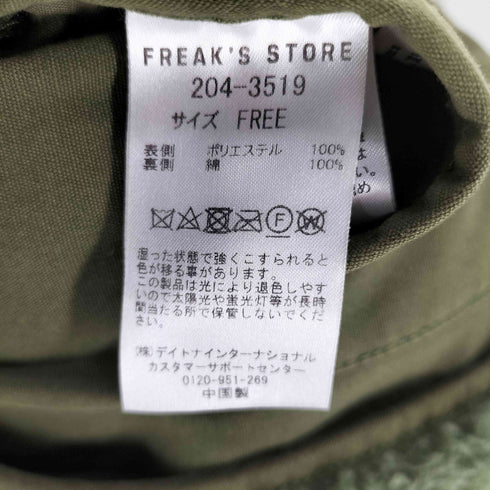 FREAK'S STORE
204-3519
サイズ FREE
表側 ポリエステル 100%
裏側 綿 100%
F W
湿った状態で強くこすられると
色が移る事があります。
この製品は光により退色しやす
いので太陽光や蛍光灯等が長時
間当たる所で保管しないでくだ
さい。
(株)デイトナインターナショナル
カスタマーサポートセンター
0120-951-269
中国製